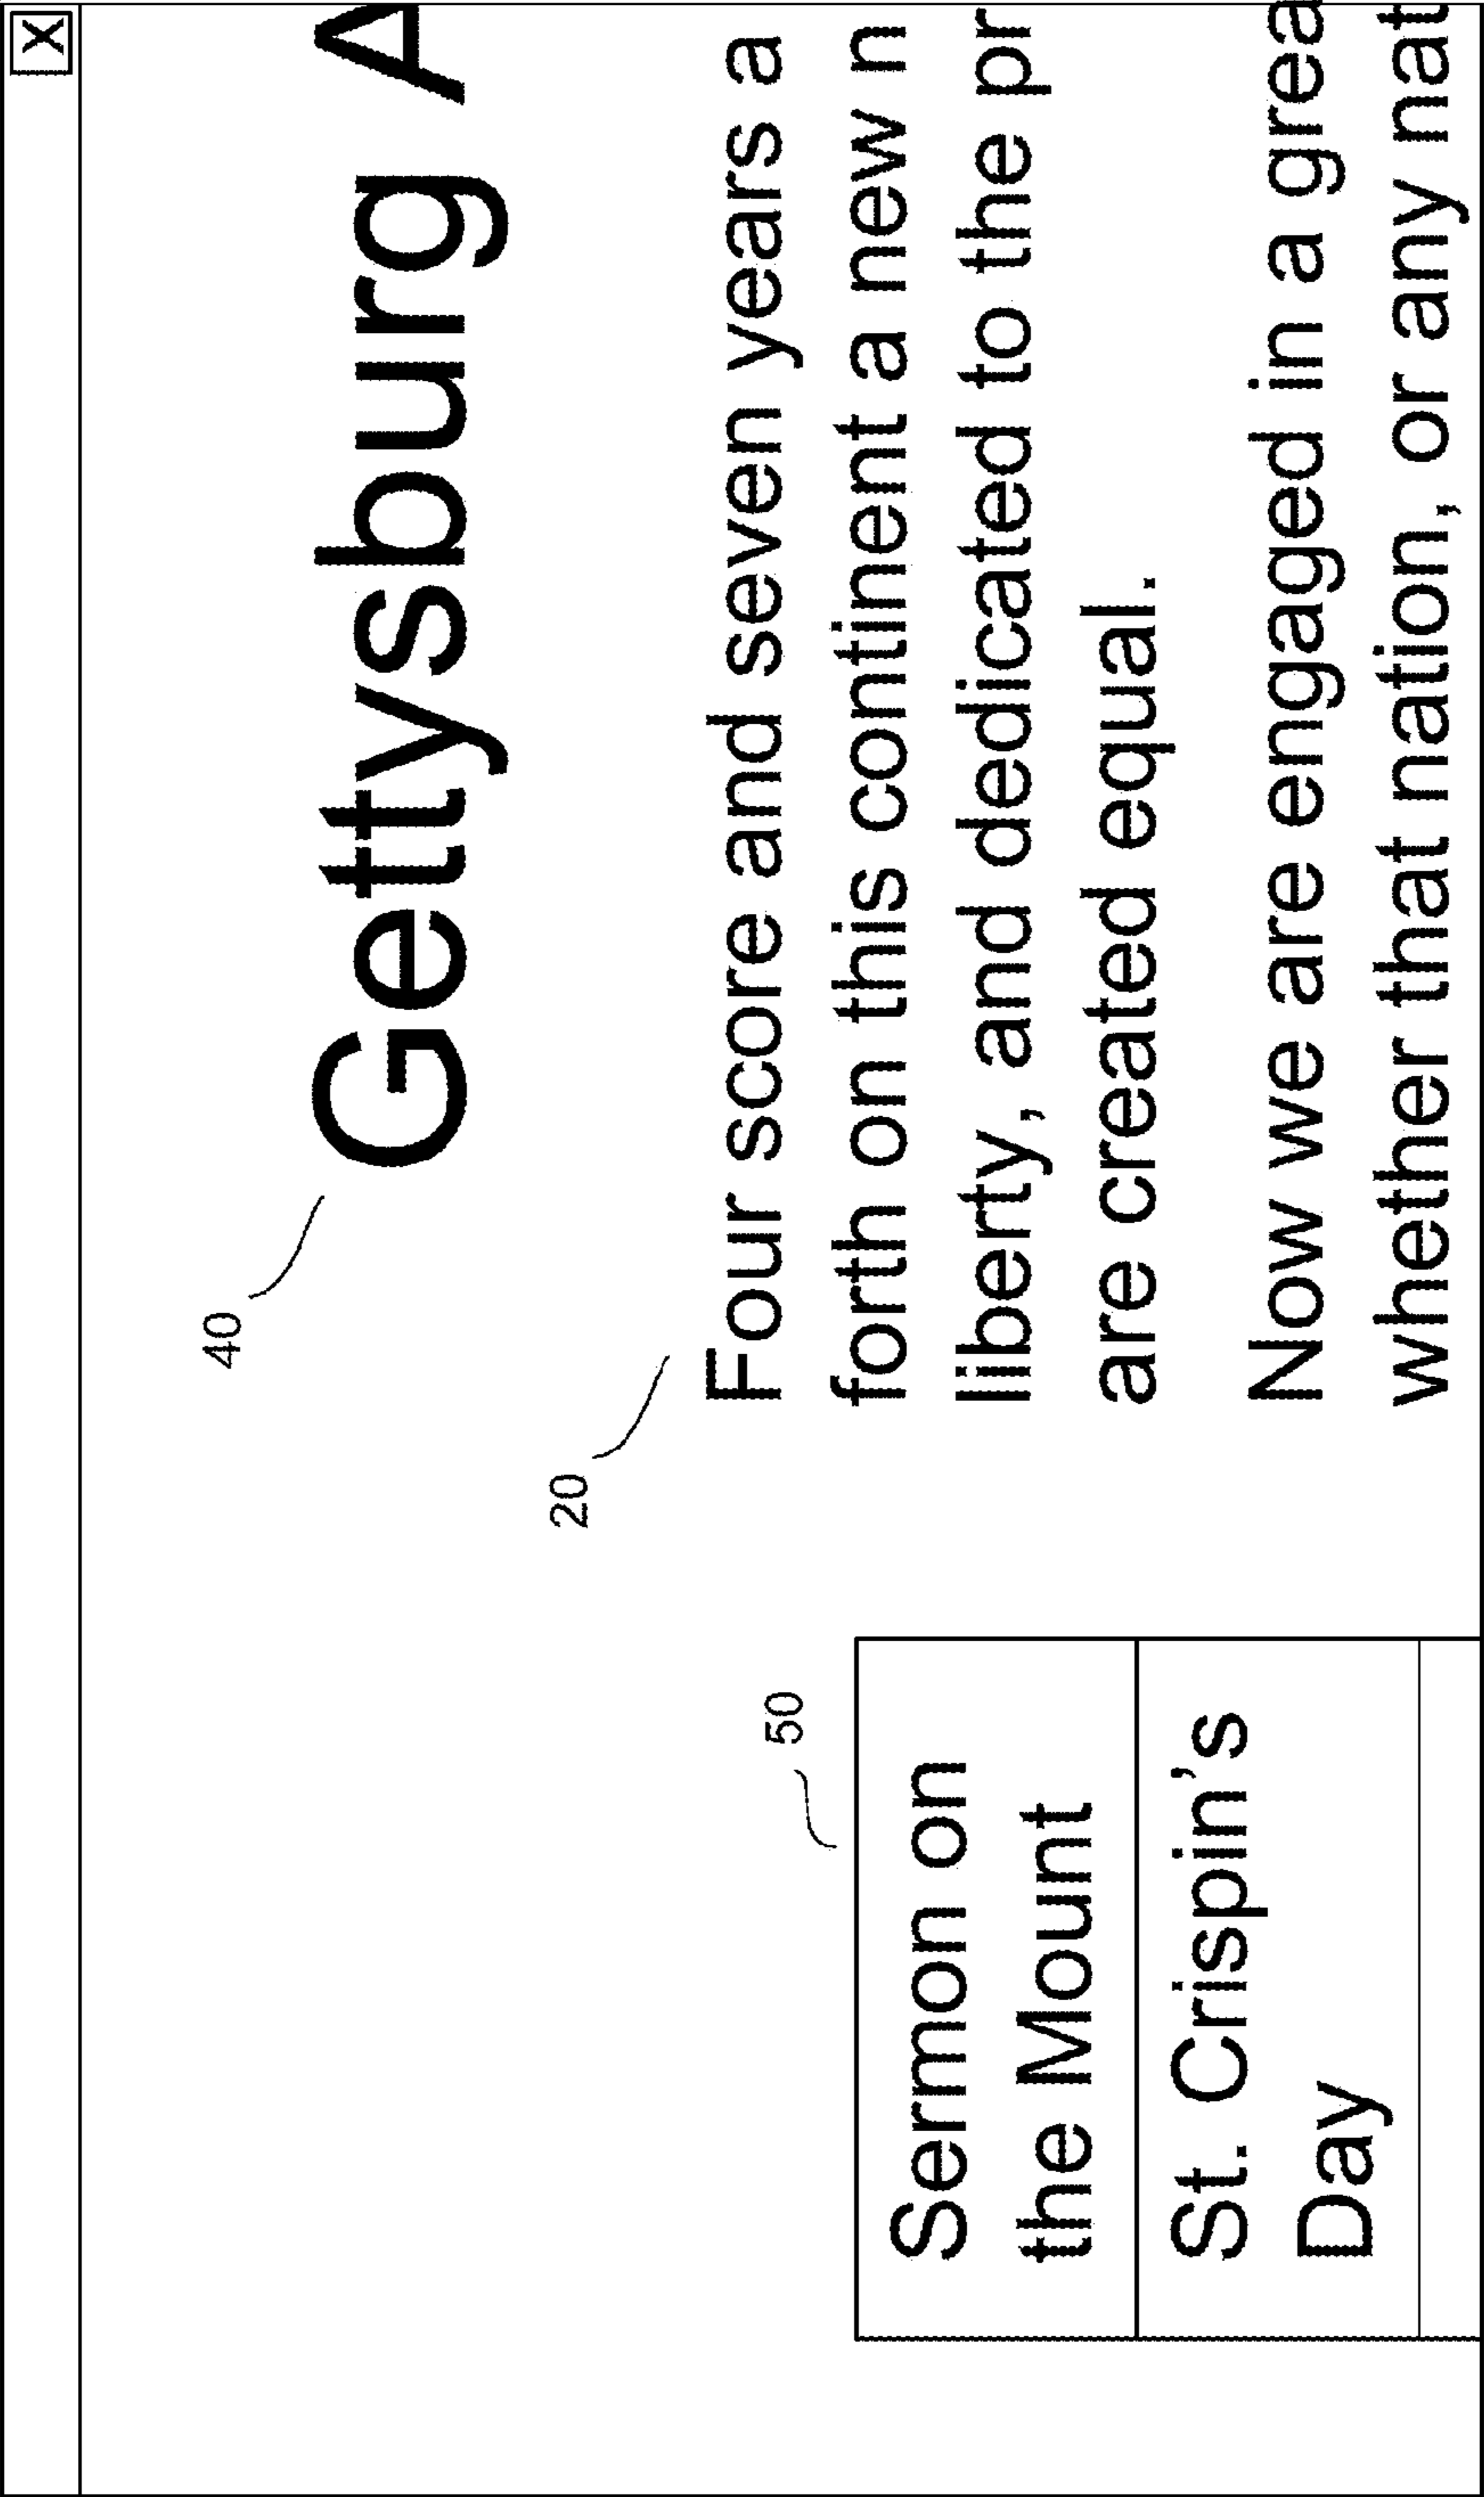 X
40
Gettysburg A
20
Four score and seven years a
forth on this continent a new n
liberty, and dedicated to the pr
are created equal.
Now we are engaged in a grea
whether that nation, or any nat
50
Sermon on
the Mount
St. Crispin's
Day